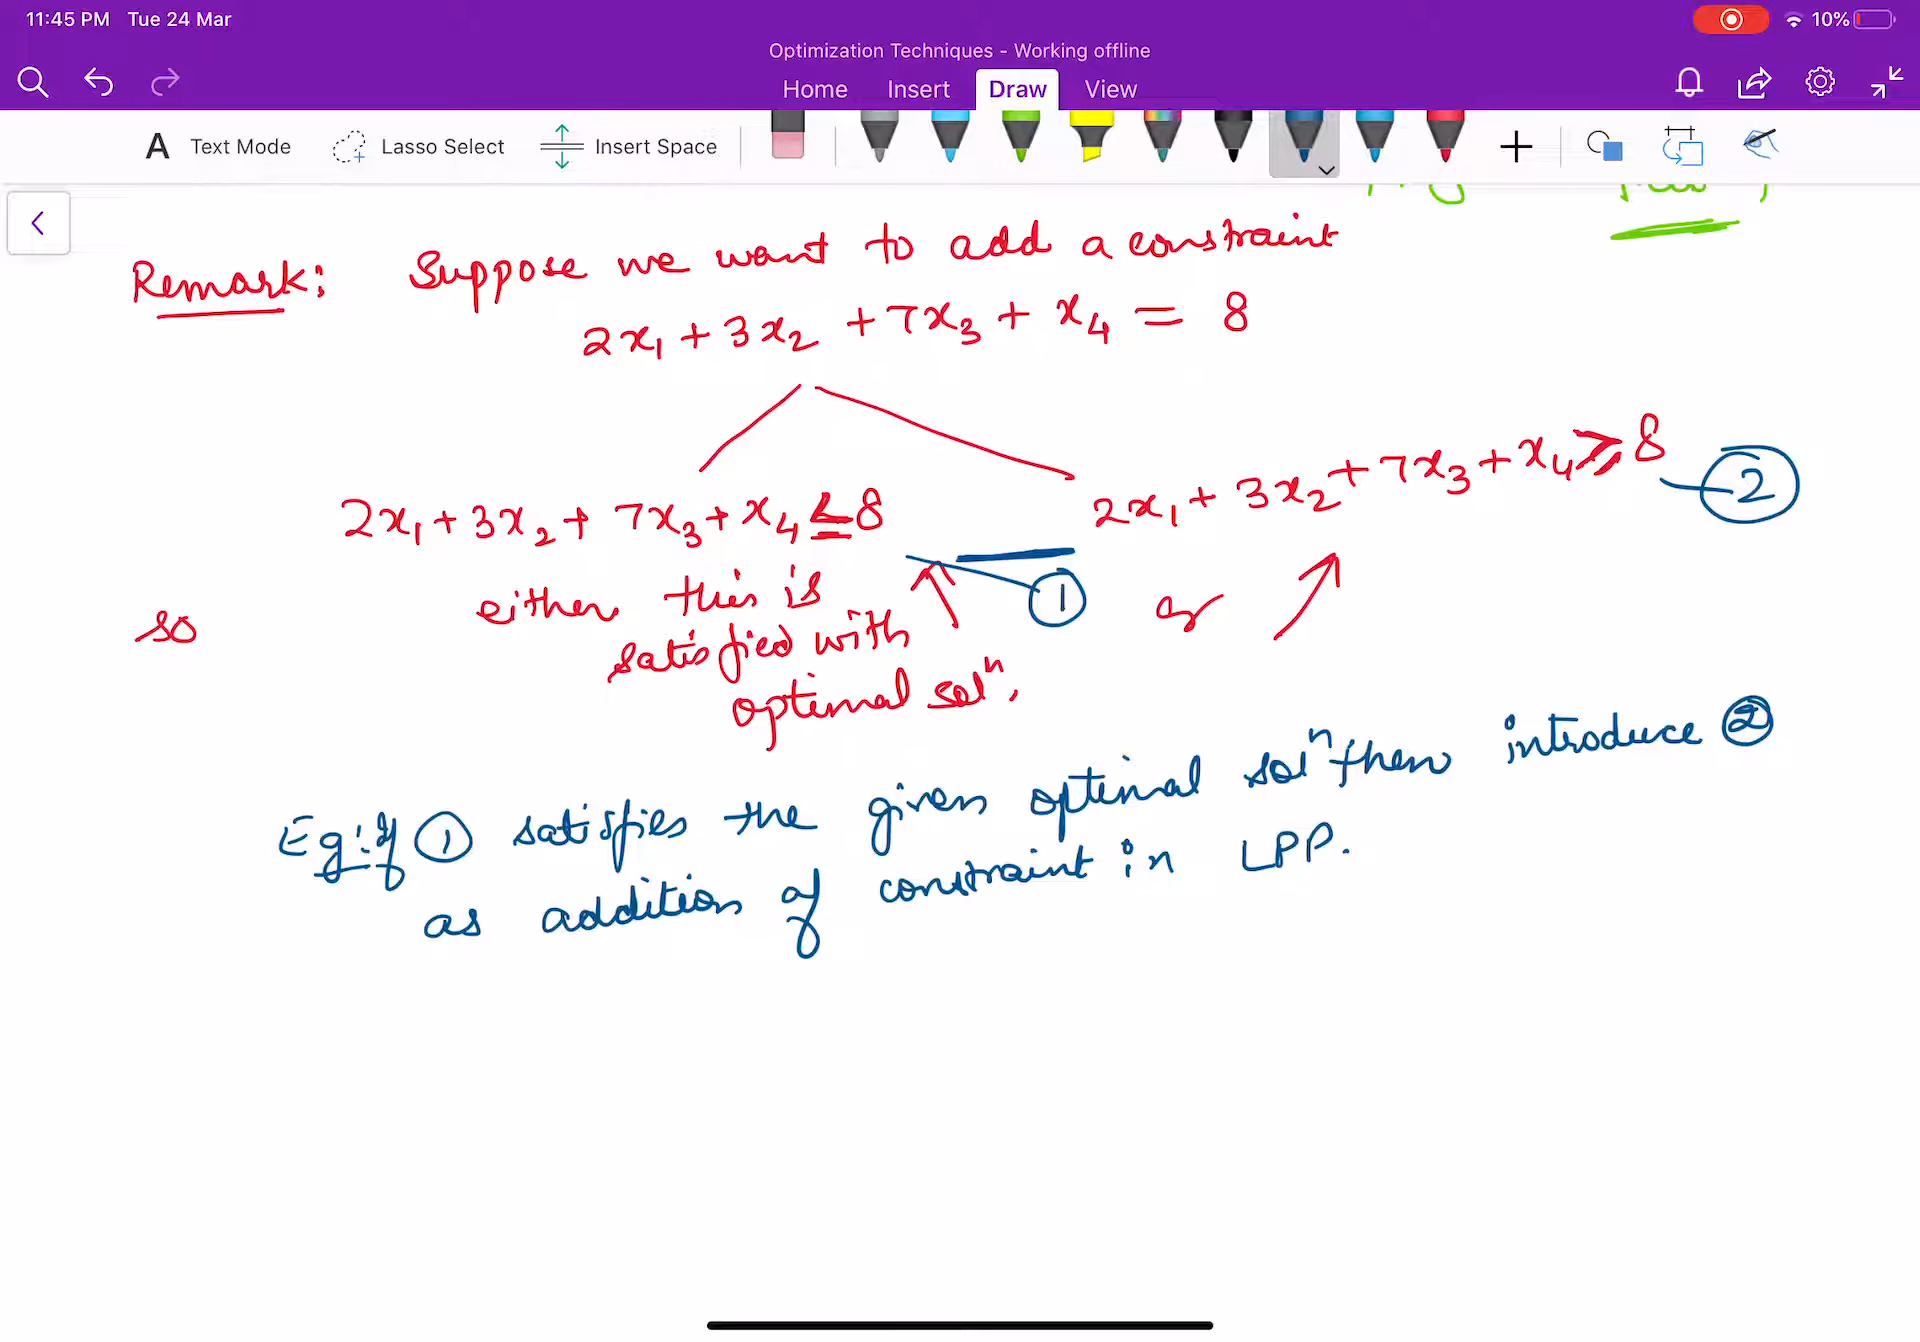 11:45 PM Tue 24 Mar
10%
Optimization Techniques - Working offline
Home Insert Draw View
A Text Mode Lasso Select Insert Space
Remark: Suppose we want to add a constraint
2x₁ + 3x₂ + 7x₃ + x₄ = 8
2x₁ + 3x₂ + 7x₃ + x₄ ≤ 8
2x₁ + 3x₂ + 7x₃ + x₄ ≥ 8 — ②
①
so either this is or
satisfied with
optimal solⁿ.
Eg: if ① satisfies the given optimal solⁿ then introduce ②
as addition of constraint in LPP.